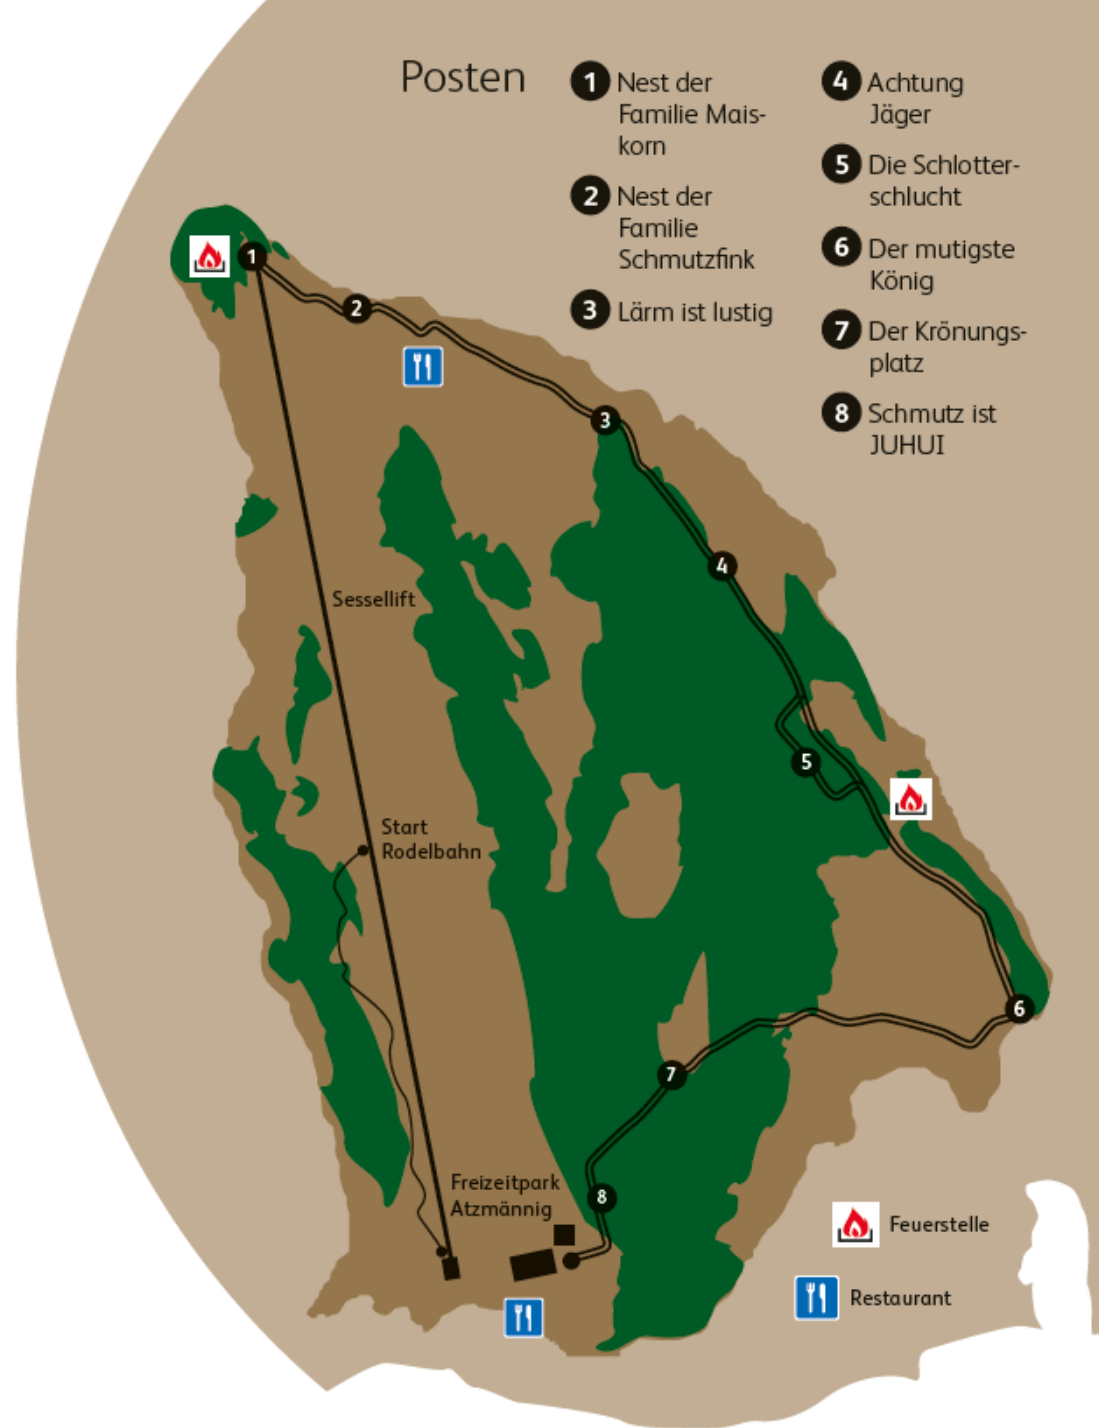 Posten
1 Nest der
Familie Mais-
korn
2 Nest der
Familie
Schmutzfink
3 Lärm ist lustig
4 Achtung
Jäger
5 Die Schlotter-
schlucht
6 Der mutigste
König
7 Der Krönungs-
platz
8 Schmutz ist
JUHUI
1
2
3
4
Sessellift
5
Start
Rodelbahn
6
7
Freizeitpark
Atzmännig
8
Feuerstelle
Restaurant